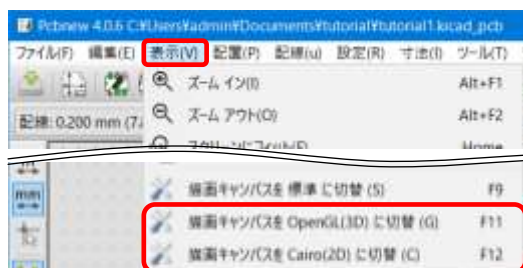 Pcbnew 4.0.6 C:¥Users¥admin¥Documents¥tutorial¥tutorial1.kicad_pcb
ファイル(F) 編集(E) 表示(V) 配置(P) 配線(u) 設定(R) 寸法(I) ツール(T)
ズーム イン(I) Alt+F1
配線: 0.200 mm (7.
ズーム アウト(O) Alt+F2
Home
mm
描画キャンバスを 標準 に切替 (S) F9
描画キャンバスを OpenGL(3D) に切替 (G) F11
描画キャンバスを Cairo(2D) に切替 (C) F12